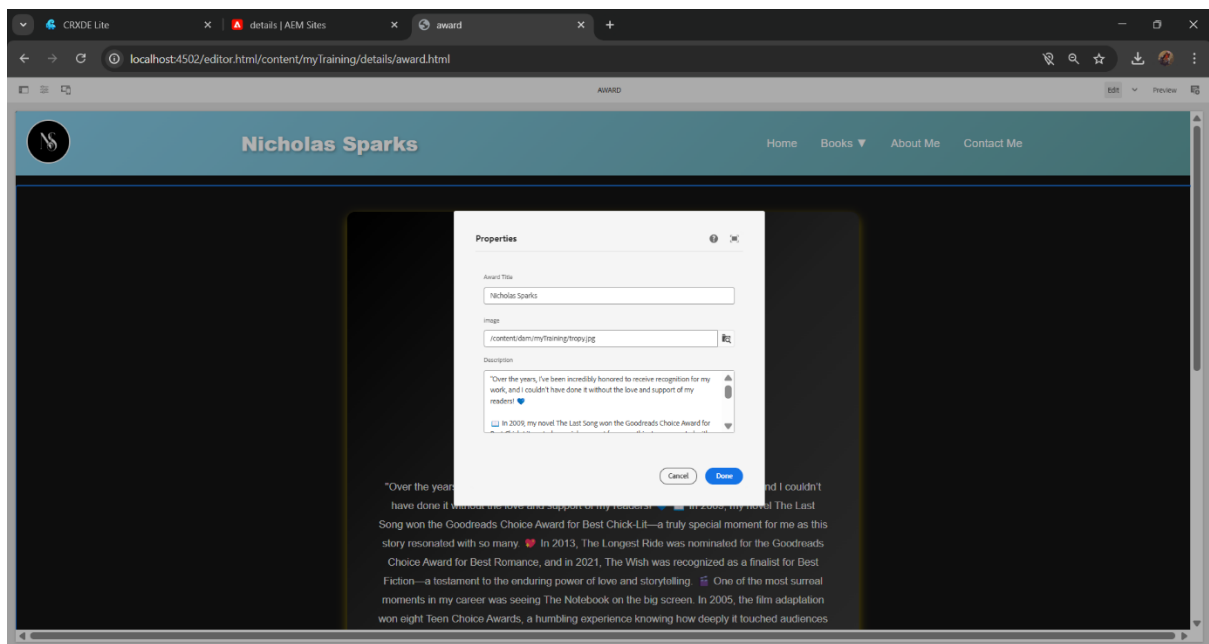 CRXDE Lite
details | AEM Sites
award
localhost:4502/editor.html/content/myTraining/details/award.html
AWARD
Edit
Preview
NS
Nicholas Sparks
Home Books ▼ About Me Contact Me
Properties
Award Title
Nicholas Sparks
Image
/content/dam/myTraining/tropy.jpg
Description
"Over the years, I've been incredibly honored to receive recognition for my
work, and I couldn't have done it without the love and support of my
readers! 💙
📖 In 2009, my novel The Last Song won the Goodreads Choice Award for
Cancel Done
"Over the years nd I couldn't
have done it without the love and support of my readers! 💙 📖 In 2009, my novel The Last
Song won the Goodreads Choice Award for Best Chick-Lit—a truly special moment for me as this
story resonated with so many. 💖 In 2013, The Longest Ride was nominated for the Goodreads
Choice Award for Best Romance, and in 2021, The Wish was recognized as a finalist for Best
Fiction—a testament to the enduring power of love and storytelling. 🎬 One of the most surreal
moments in my career was seeing The Notebook on the big screen. In 2005, the film adaptation
won eight Teen Choice Awards, a humbling experience knowing how deeply it touched audiences